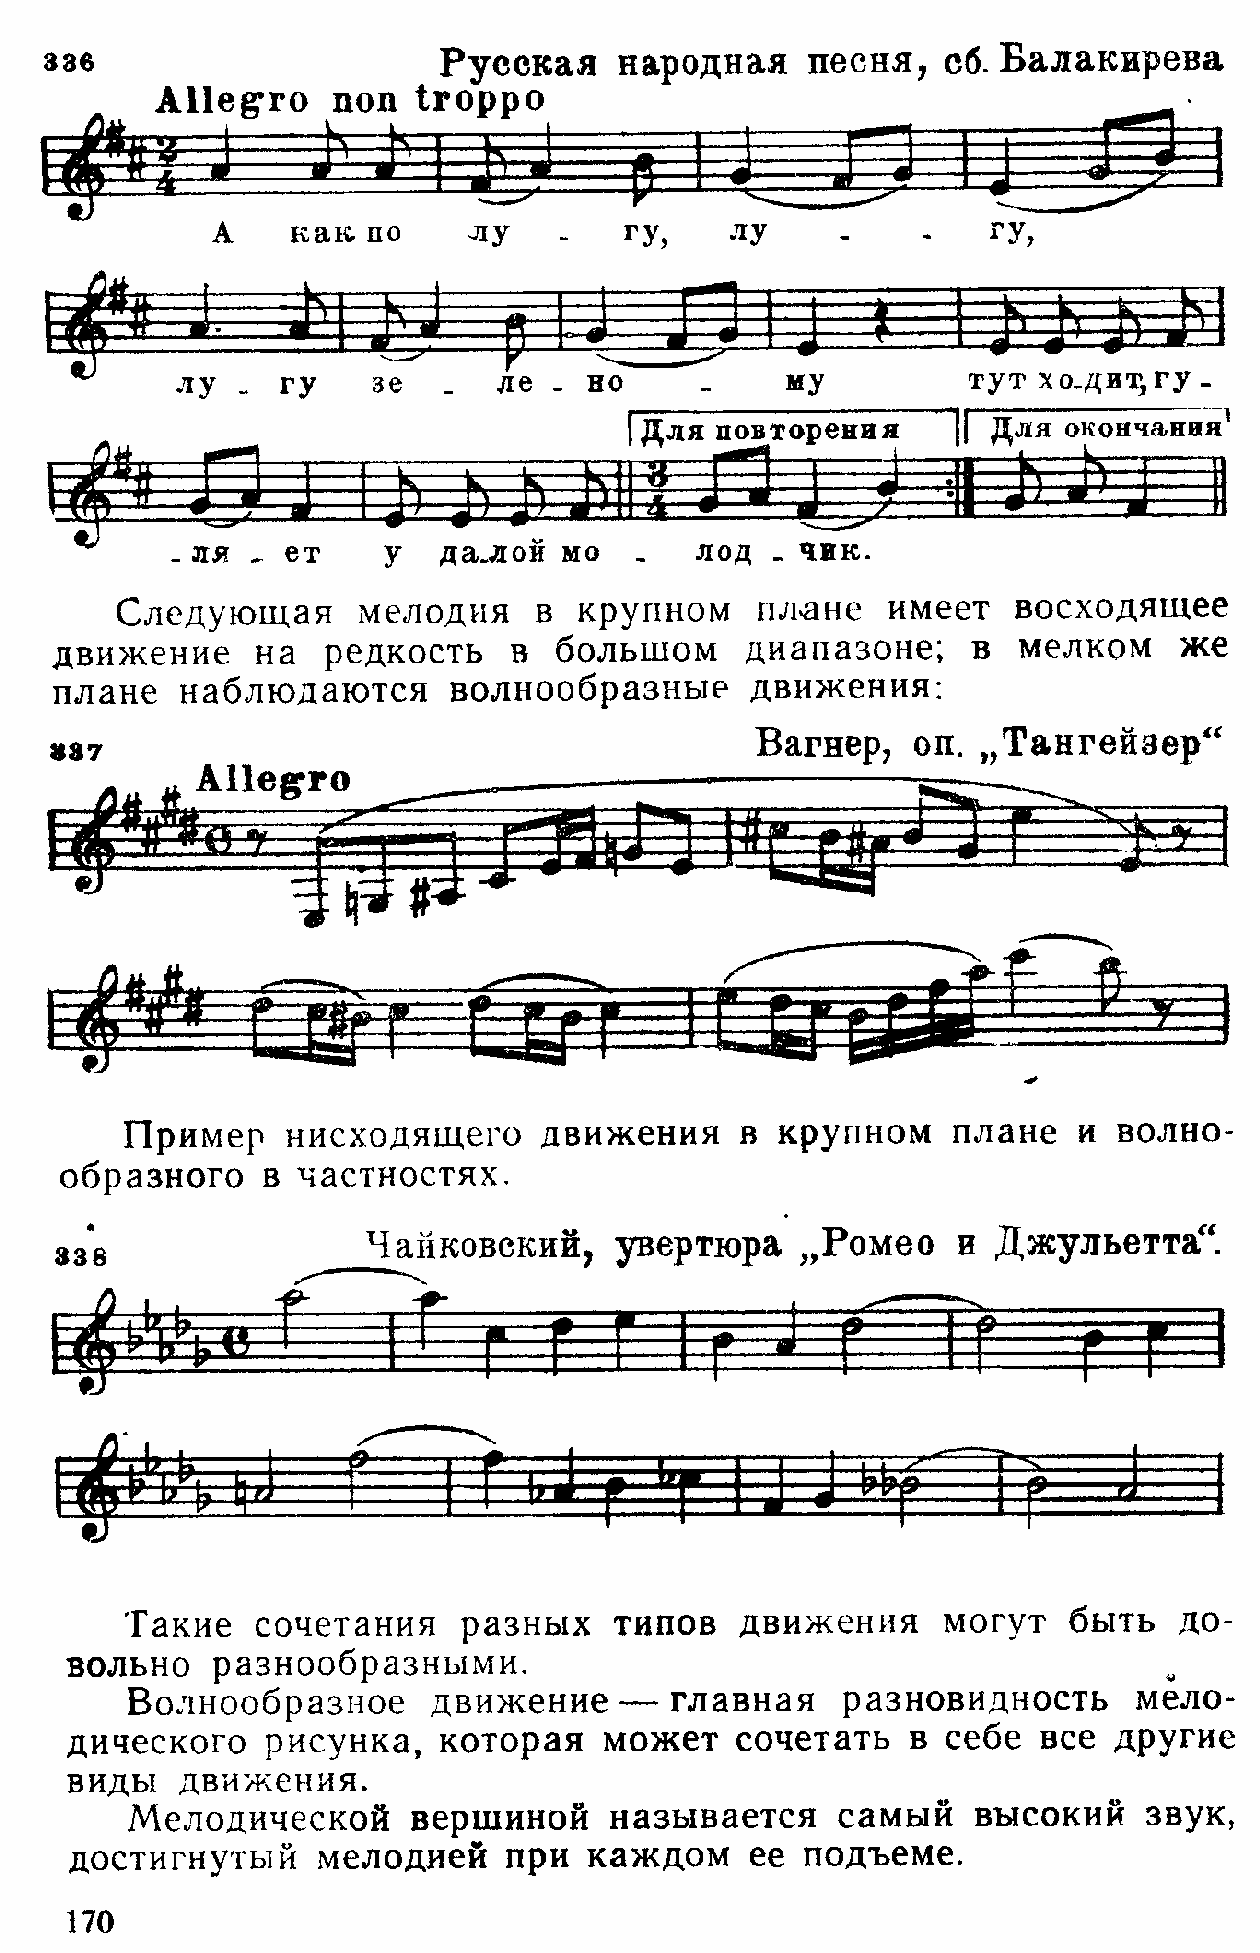 336 Русская народная песня, сб. Балакирева
Allegro non troppo
А как по лу - гу, лу - - гу,
лу - гу зе - ле - но - му тут хо-дит, гу -
Для повторения Для окончания
- ля - ет у да-лой мо - лод - чик.
Следующая мелодия в крупном плане имеет восходящее
движение на редкость в большом диапазоне; в мелком же
плане наблюдаются волнообразные движения:
337 Вагнер, оп. „Тангейзер“
Allegro
Пример нисходящего движения в крупном плане и волно-
образного в частностях.
338 Чайковский, увертюра „Ромео и Джульетта“.
Такие сочетания разных типов движения могут быть до-
вольно разнообразными.
Волнообразное движение — главная разновидность мело-
дического рисунка, которая может сочетать в себе все другие
виды движения.
Мелодической вершиной называется самый высокий звук,
достигнутый мелодией при каждом ее подъеме.
170